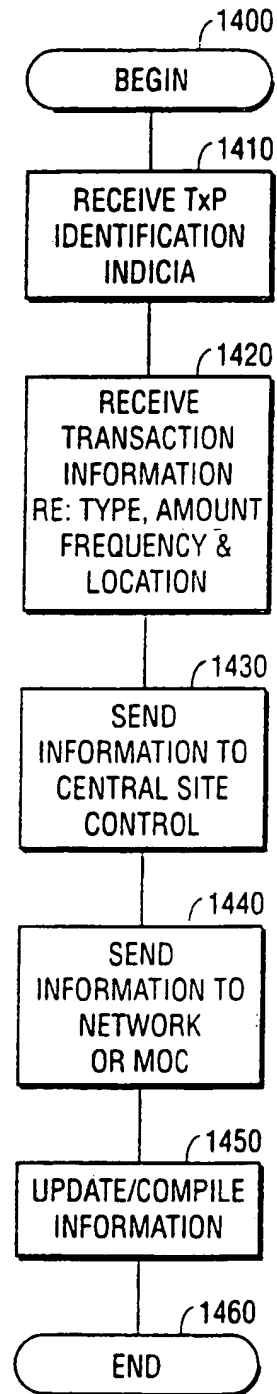 1400
BEGIN
1410
RECEIVE TxP
IDENTIFICATION
INDICIA
1420
RECEIVE
TRANSACTION
INFORMATION
RE: TYPE, AMOUNT
FREQUENCY &
LOCATION
1430
SEND
INFORMATION TO
CENTRAL SITE
CONTROL
1440
SEND
INFORMATION TO
NETWORK
OR MOC
1450
UPDATE/COMPILE
INFORMATION
1460
END